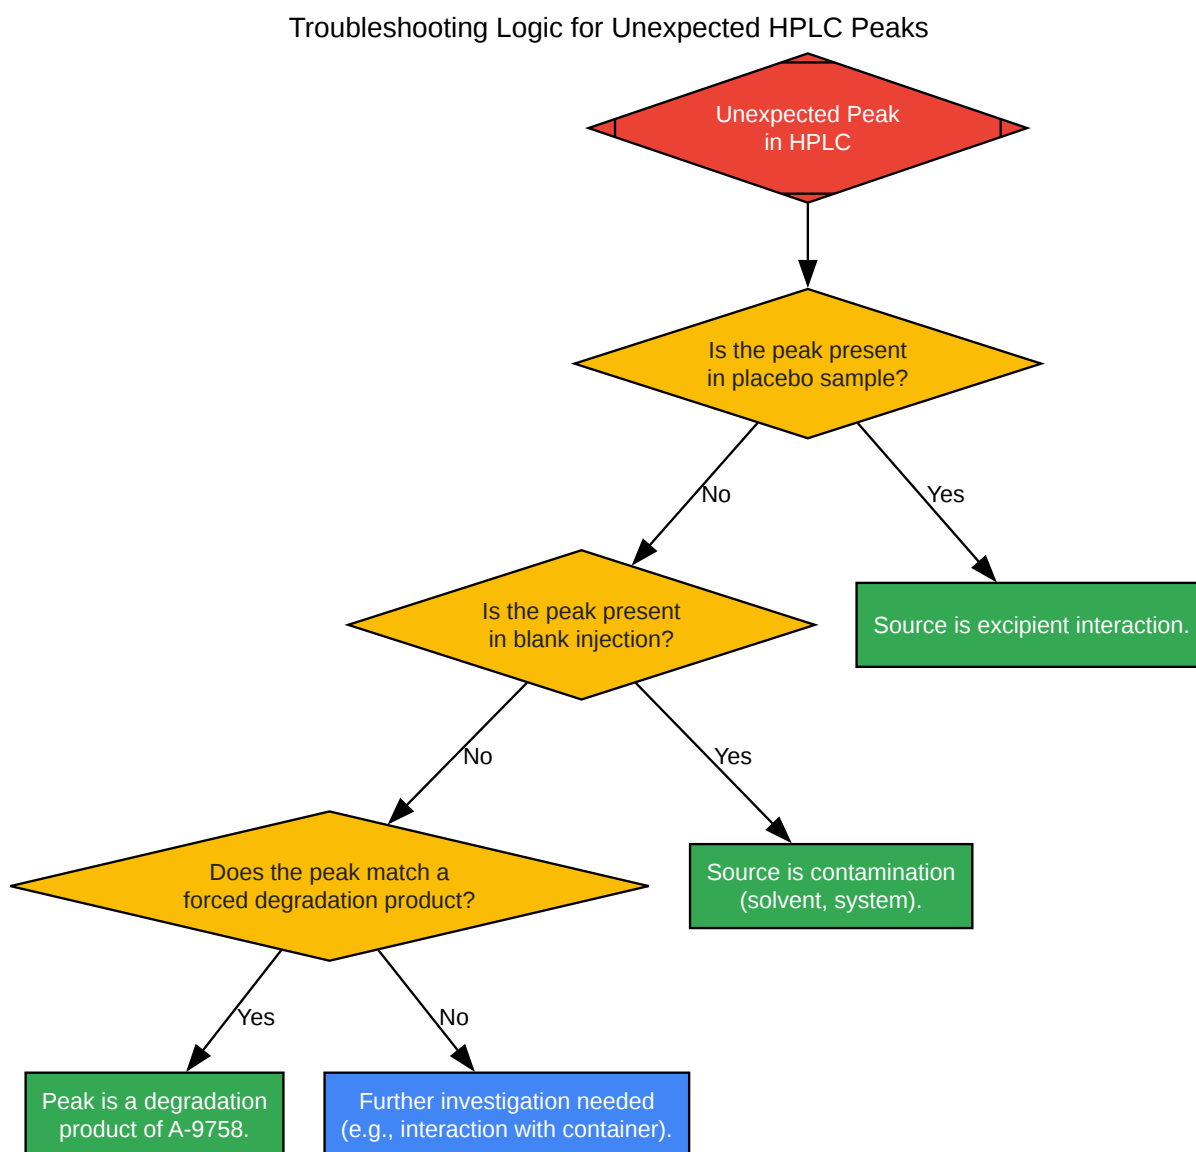 Troubleshooting Logic for Unexpected HPLC Peaks
Unexpected Peak
in HPLC
Is the peak present
in placebo sample?
No
Yes
Is the peak present
in blank injection?
Source is excipient interaction.
No
Yes
Does the peak match a
forced degradation product?
Source is contamination
(solvent, system).
Yes
No
Peak is a degradation
product of A-9758.
Further investigation needed
(e.g., interaction with container).